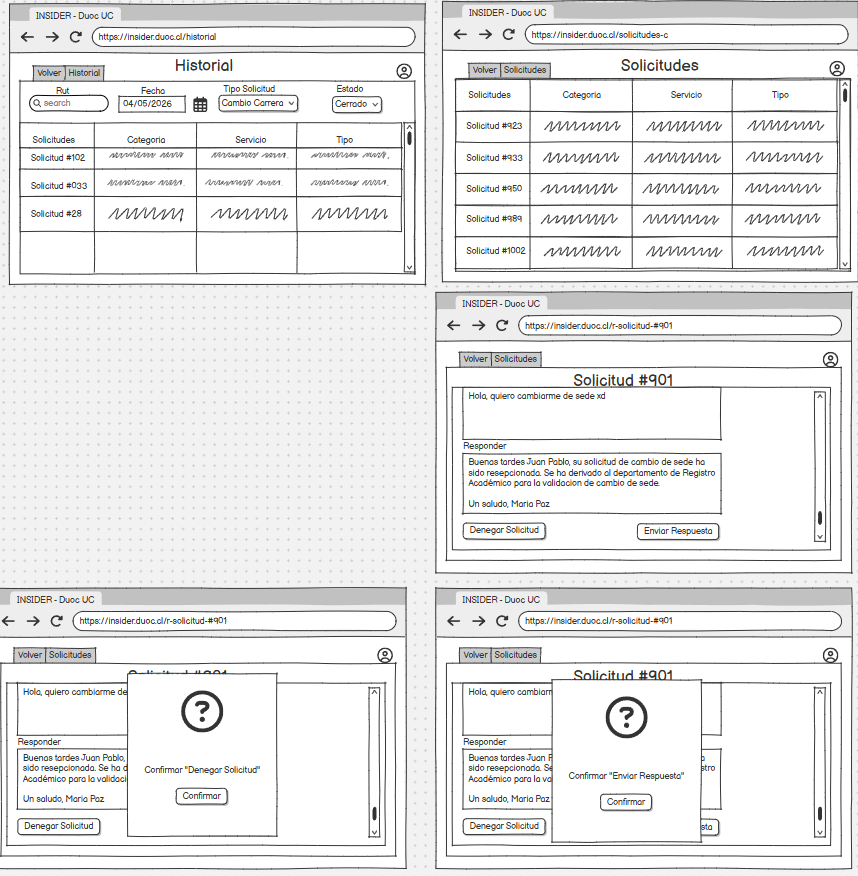 INSIDER - Duoc UC
https://insider.duoc.cl/historial
Historial
Volver Historial
Rut Fecha Tipo Solicitud Estado
search 04/05/2026 Cambio Carrera Cerrado
Solicitudes Categoria Servicio Tipo
Solicitud #102
Solicitud #033
Solicitud #28
INSIDER - Duoc UC
https://insider.duoc.cl/solicitudes-c
Solicitudes
Volver Solicitudes
Solicitudes Categoria Servicio Tipo
Solicitud #923
Solicitud #933
Solicitud #950
Solicitud #989
Solicitud #1002
INSIDER - Duoc UC
https://insider.duoc.cl/r-solicitud-#901
Volver Solicitudes
Solicitud #901
Hola, quiero cambiarme de sede xd
Responder
Buenas tardes Juan Pablo, su solicitud de cambio de sede ha
sido resepcionada. Se ha derivado al departamento de Registro
Académico para la validacion de cambio de sede.
Un saludo, Maria Paz
Denegar Solicitud Enviar Respuesta
INSIDER - Duoc UC
https://insider.duoc.cl/r-solicitud-#901
Volver Solicitudes
Solicitud #901
Hola, quiero cambiarme de
Responder
Buenas tardes Juan Pablo,
sido resepcionada. Se ha d
Académico para la validaci
Un saludo, Maria Paz
Denegar Solicitud
Confirmar "Denegar Solicitud"
Confirmar
INSIDER - Duoc UC
https://insider.duoc.cl/r-solicitud-#901
Volver Solicitudes
Solicitud #901
Hola, quiero cambiarm
Responder
Buenas tardes Juan P
sido resepcionada. Se stro
Académico para la va
Un saludo, Maria Paz
Denegar Solicitud sta
Confirmar "Enviar Respuesta"
Confirmar